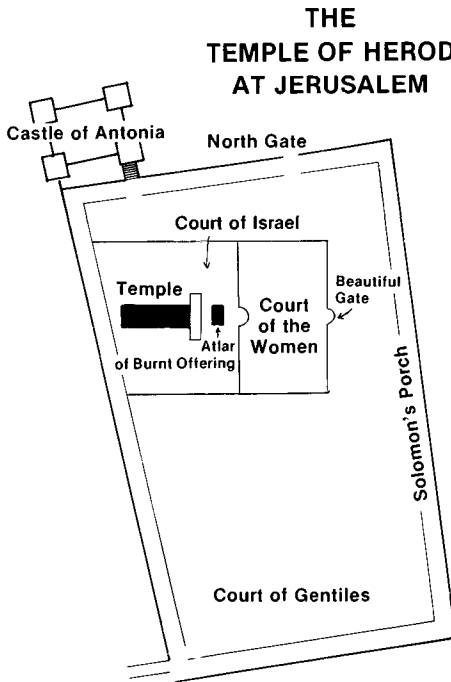 THE
TEMPLE OF HEROD
AT JERUSALEM
Castle of Antonia
North Gate
Court of Israel
Temple
Beautiful
Gate
Court
of the
Women
Atlar
of Burnt Offering
Solomon's Porch
Court of Gentiles